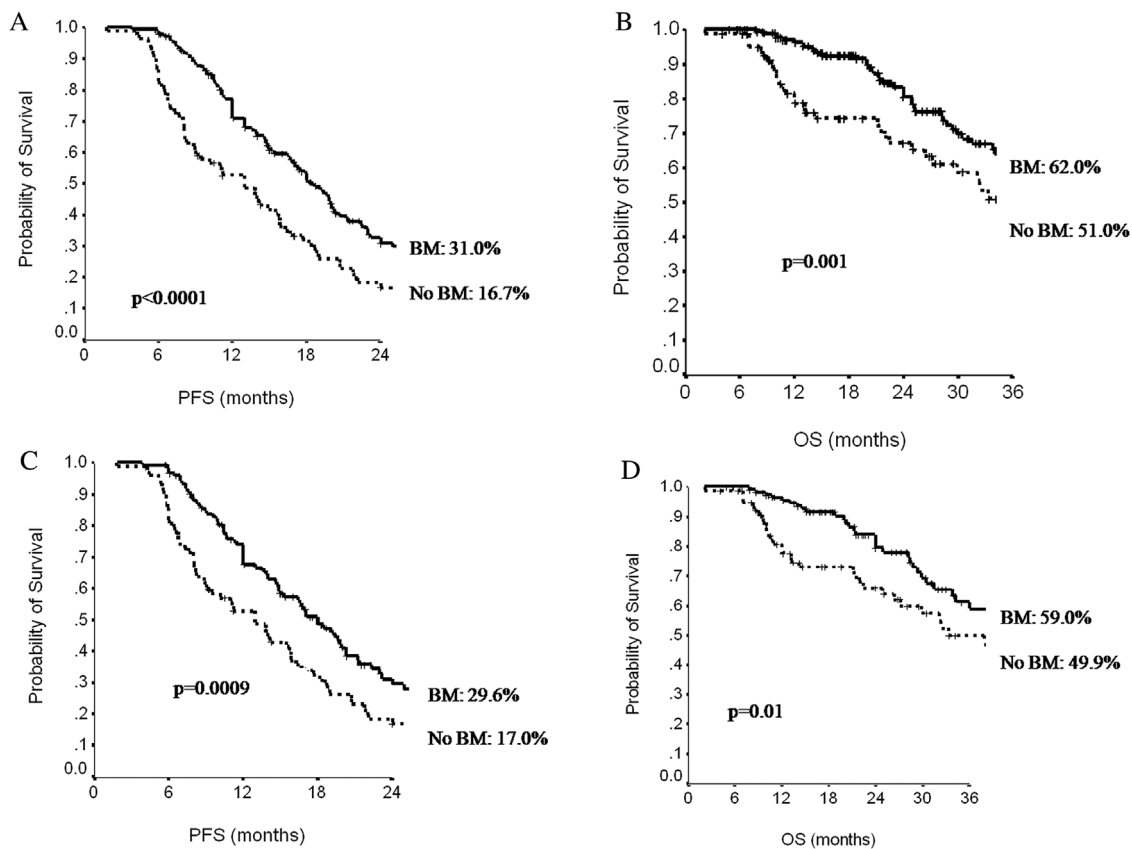 A
1.0
.9
.8
.7
.6
.5
.4
.3
.2
.1
0.0
0 6 12 18 24
Probability of Survival
PFS (months)
BM: 31.0%
No BM: 16.7%
p<0.0001
B
1.0
.9
.8
.7
.6
.5
.4
.3
.2
.1
0.0
0 6 12 18 24 30 36
Probability of Survival
OS (months)
BM: 62.0%
No BM: 51.0%
p=0.001
C
1.0
.9
.8
.7
.6
.5
.4
.3
.2
.1
0.0
0 6 12 18 24
Probability of Survival
PFS (months)
BM: 29.6%
No BM: 17.0%
p=0.0009
D
1.0
.9
.8
.7
.6
.5
.4
.3
.2
.1
0.0
0 6 12 18 24 30 36
Probability of Survival
OS (months)
BM: 59.0%
No BM: 49.9%
p=0.01